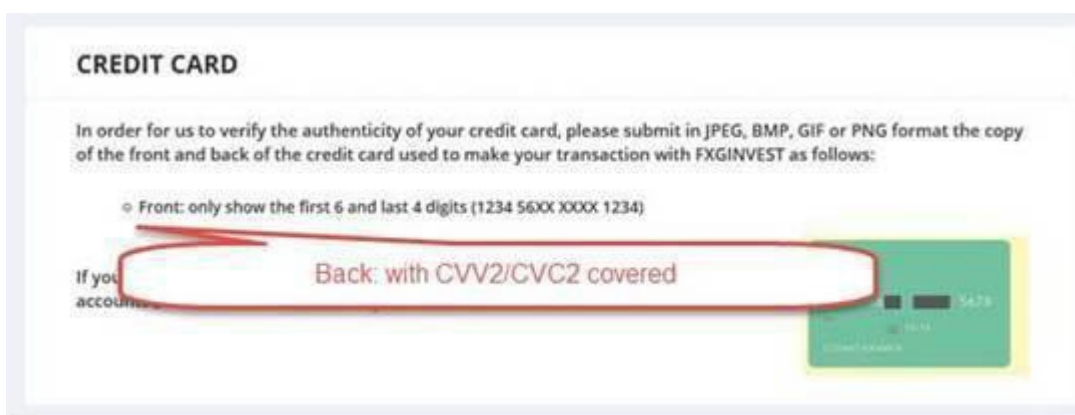 CREDIT CARD
In order for us to verify the authenticity of your credit card, please submit in JPEG, BMP, GIF or PNG format the copy
of the front and back of the credit card used to make your transaction with FXGINVEST as follows:
Front: only show the first 6 and last 4 digits (1234 56XX XXXX 1234)
Back: with CVV2/CVC2 covered
If you
5678